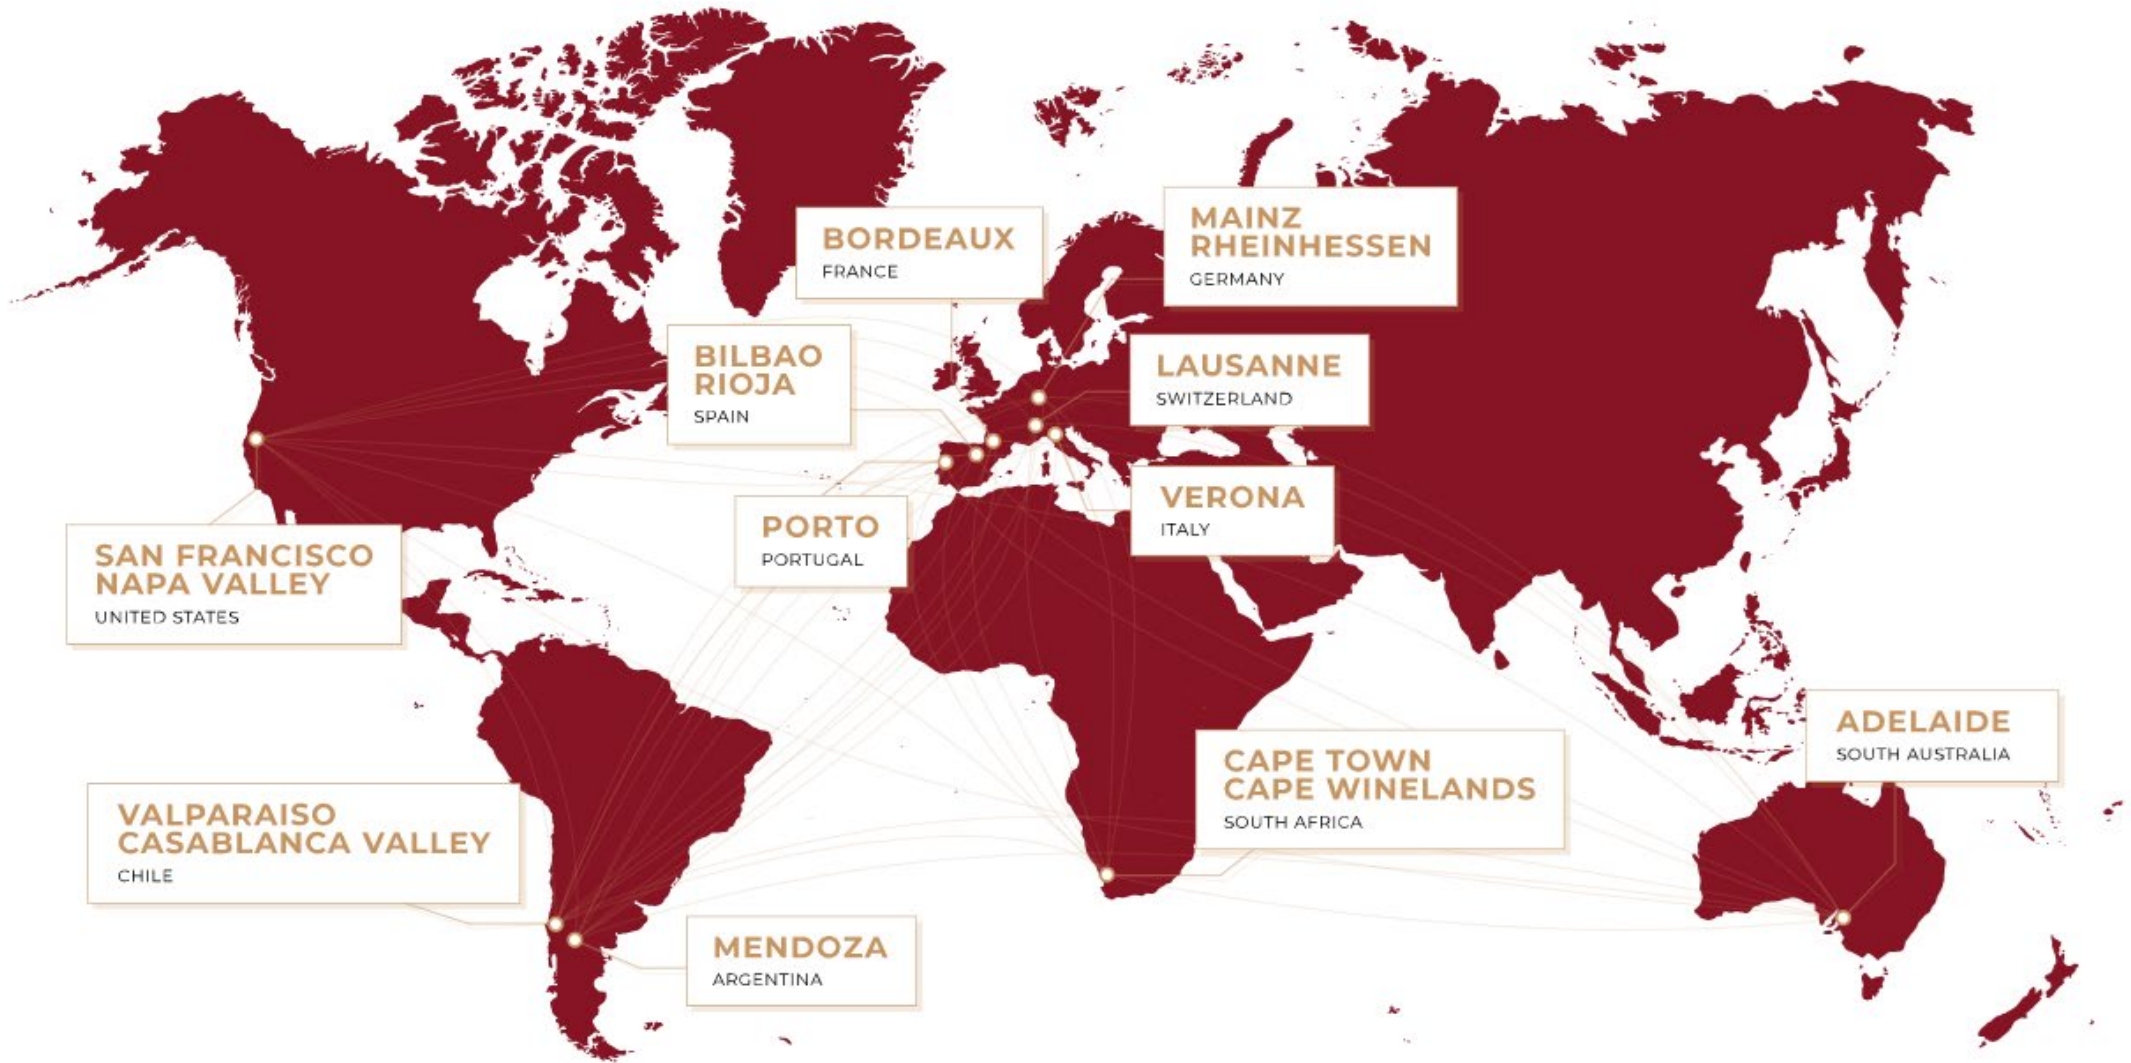 MAINZ
RHEINHESSEN
GERMANY
BORDEAUX
FRANCE
BILBAO
RIOJA
SPAIN
LAUSANNE
SWITZERLAND
VERONA
ITALY
PORTO
PORTUGAL
SAN FRANCISCO
NAPA VALLEY
UNITED STATES
ADELAIDE
SOUTH AUSTRALIA
CAPE TOWN
CAPE WINELANDS
SOUTH AFRICA
VALPARAISO
CASABLANCA VALLEY
CHILE
MENDOZA
ARGENTINA